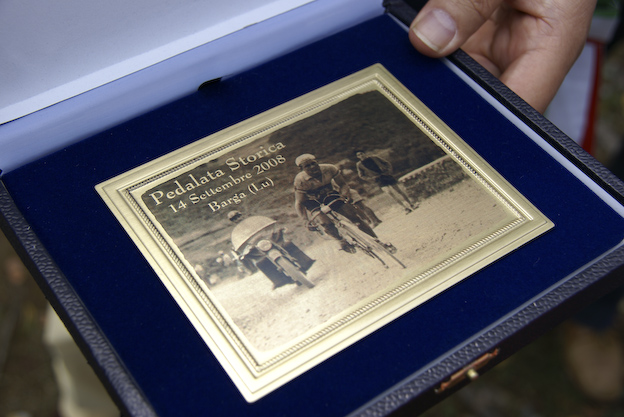 Pedalata Storica
14 Settembre 2008
Barga (Lu)